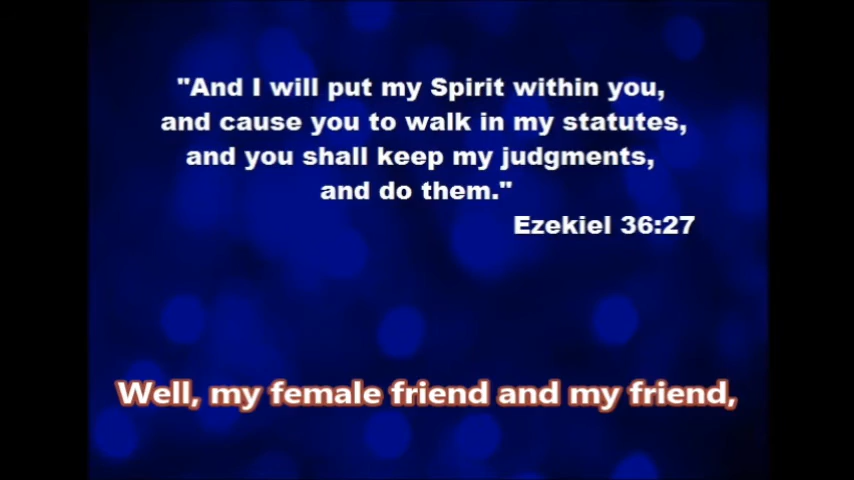 "And I will put my Spirit within you,
and cause you to walk in my statutes,
and you shall keep my judgments,
and do them."
Ezekiel 36:27
Well, my female friend and my friend,